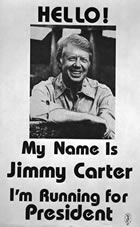 HELLO!
My Name Is
Jimmy Carter
I'm Running for
President